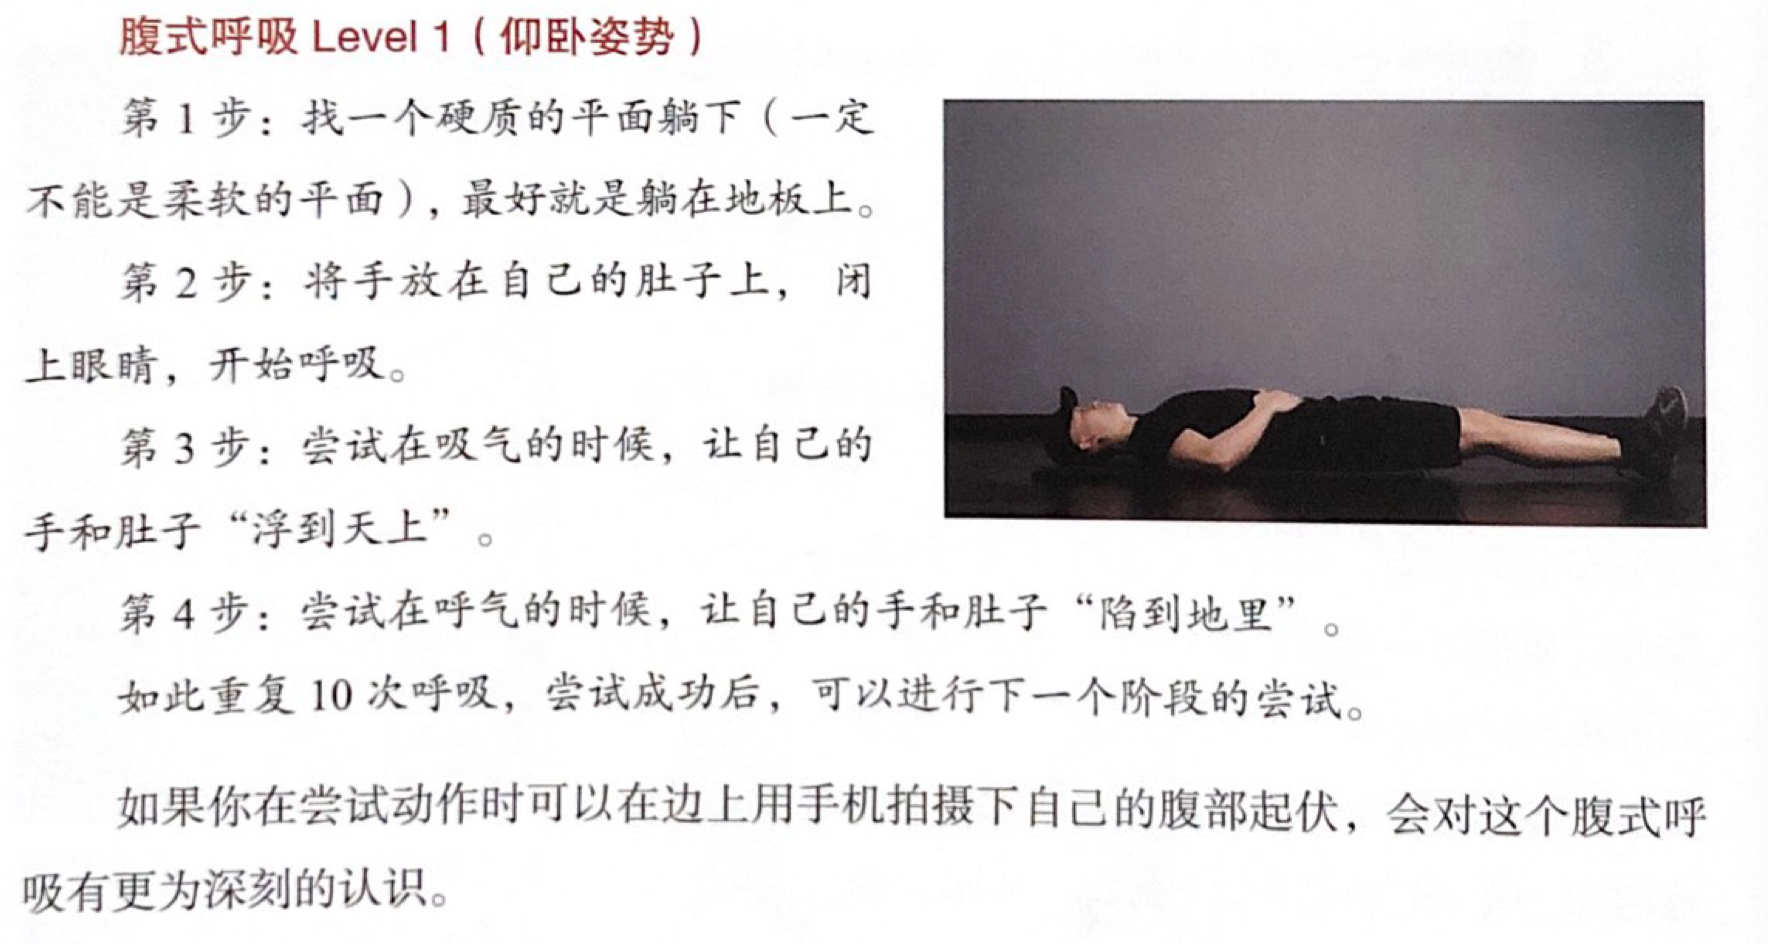 腹式呼吸 Level 1（仰卧姿势）
第 1 步：找一个硬质的平面躺下（一定
不能是柔软的平面），最好就是躺在地板上。
第 2 步：将手放在自己的肚子上， 闭
上眼睛，开始呼吸。
第 3 步：尝试在吸气的时候，让自己的
手和肚子“浮到天上”。
第 4 步：尝试在呼气的时候，让自己的手和肚子“陷到地里”。
如此重复 10 次呼吸，尝试成功后，可以进行下一个阶段的尝试。
如果你在尝试动作时可以在边上用手机拍摄下自己的腹部起伏，会对这个腹式呼
吸有更为深刻的认识。